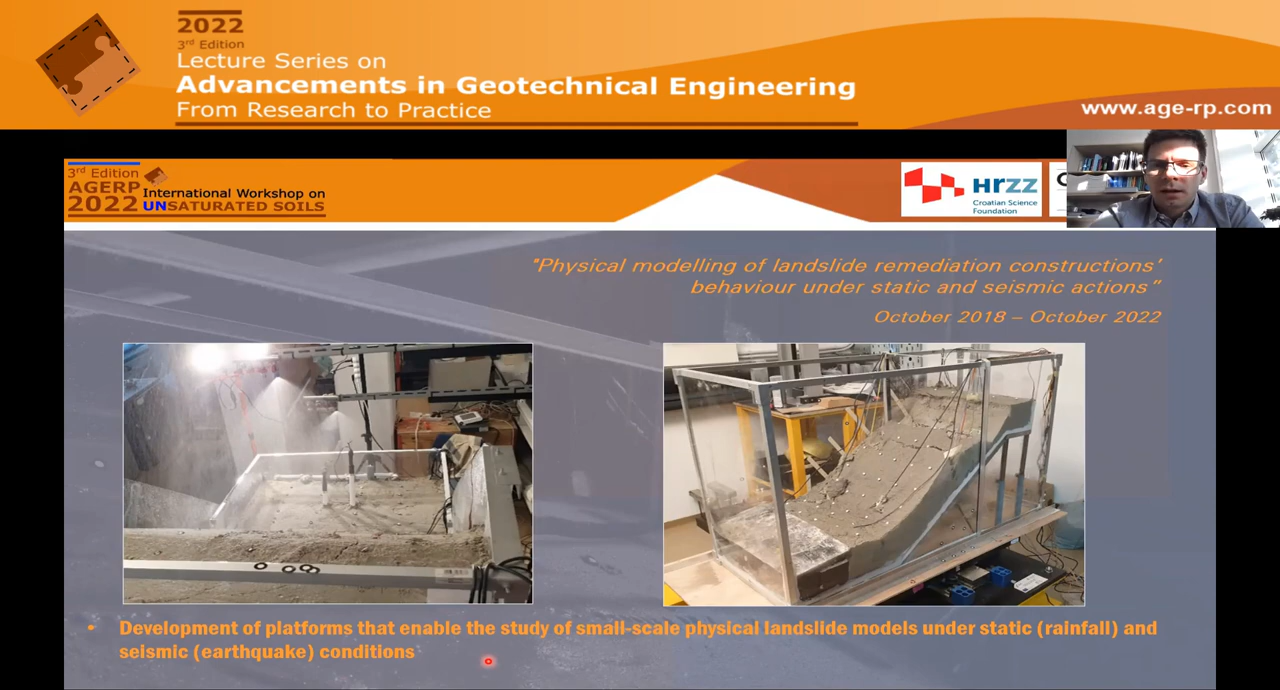 2022
3rd Edition
Lecture Series on
Advancements in Geotechnical Engineering
From Research to Practice
www.age-rp.com
3rd Edition
AGERP
2022
International Workshop on
UNSATURATED SOILS
Hrzz
Croatian Science
Foundation
"Physical modelling of landslide remediation constructions'
behaviour under static and seismic actions"
October 2018 – October 2022
• Development of platforms that enable the study of small-scale physical landslide models under static (rainfall) and
seismic (earthquake) conditions